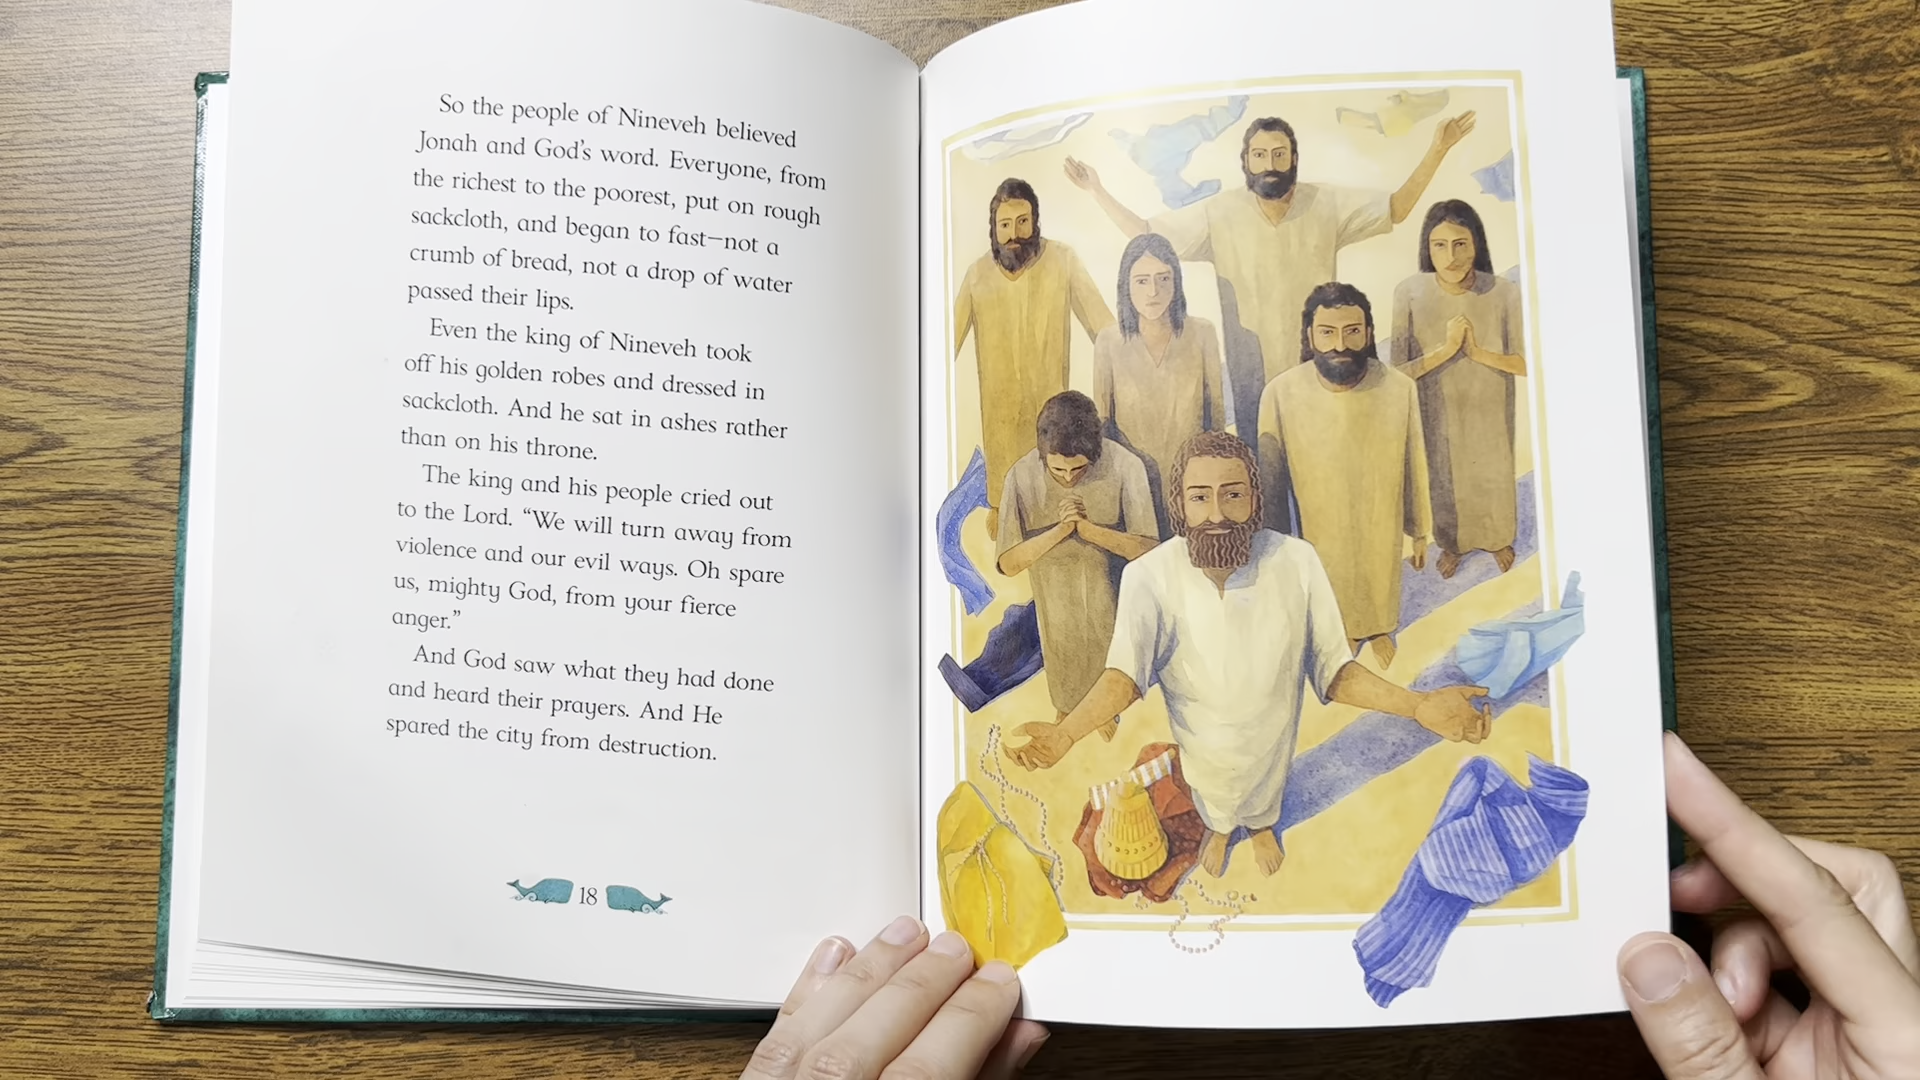 So the people of Nineveh believed
Jonah and God's word. Everyone, from
the richest to the poorest, put on rough
sackcloth, and began to fast—not a
crumb of bread, not a drop of water
passed their lips.
Even the king of Nineveh took
off his golden robes and dressed in
sackcloth. And he sat in ashes rather
than on his throne.
The king and his people cried out
to the Lord. “We will turn away from
violence and our evil ways. Oh spare
us, mighty God, from your fierce
anger.”
And God saw what they had done
and heard their prayers. And He
spared the city from destruction.
18